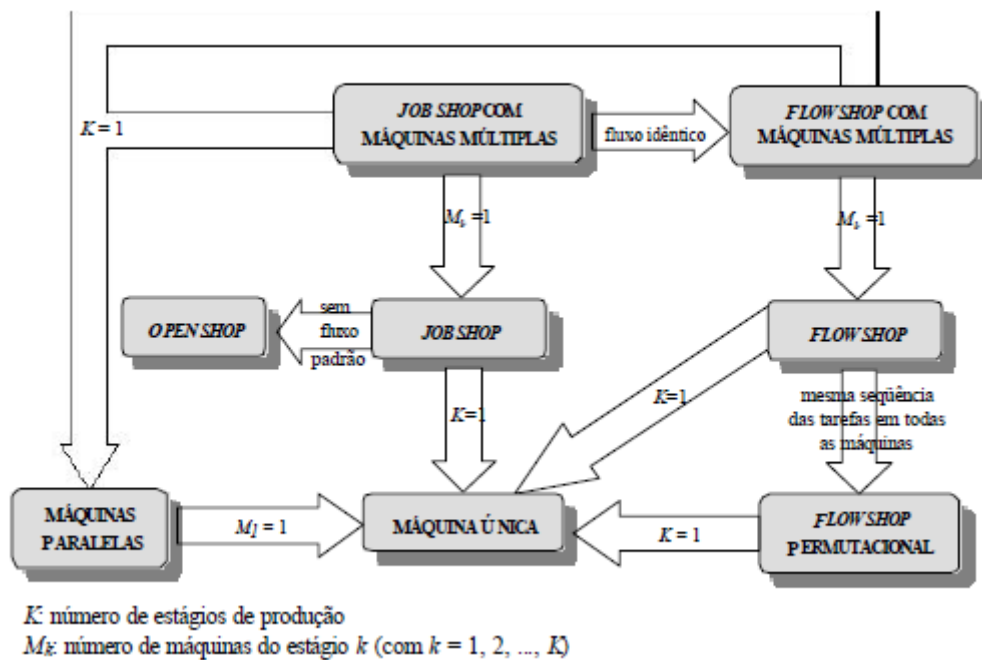 JOB SHOP COM
MÁQUINAS MÚLTIPLAS
FLOW SHOP COM
MÁQUINAS MÚLTIPLAS
K = 1
fluxo idêntico
Mₖ =1
Mₖ =1
OPEN SHOP
sem
fluxo
padrão
JOB SHOP
FLOW SHOP
K=1
K=1
mesma seqüência
das tarefas em todas
as máquinas
MÁQUINAS
PARALELAS
M1 = 1
MÁQUINA ÚNICA
K = 1
FLOW SHOP
PERMUTACIONAL
K: número de estágios de produção
Mk: número de máquinas do estágio k (com k = 1, 2, ..., K)